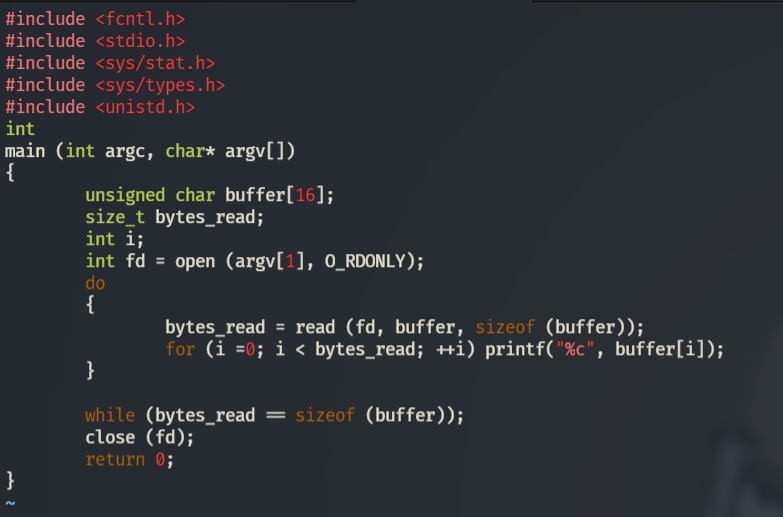 #include <fcntl.h>
#include <stdio.h>
#include <sys/stat.h>
#include <sys/types.h>
#include <unistd.h>
int
main (int argc, char* argv[])
{
        unsigned char buffer[16];
        size_t bytes_read;
        int i;
        int fd = open (argv[1], O_RDONLY);
        do
        {
                bytes_read = read (fd, buffer, sizeof (buffer));
                for (i =0; i < bytes_read; ++i) printf("%c", buffer[i]);
        }

        while (bytes_read == sizeof (buffer));
        close (fd);
        return 0;
}
~